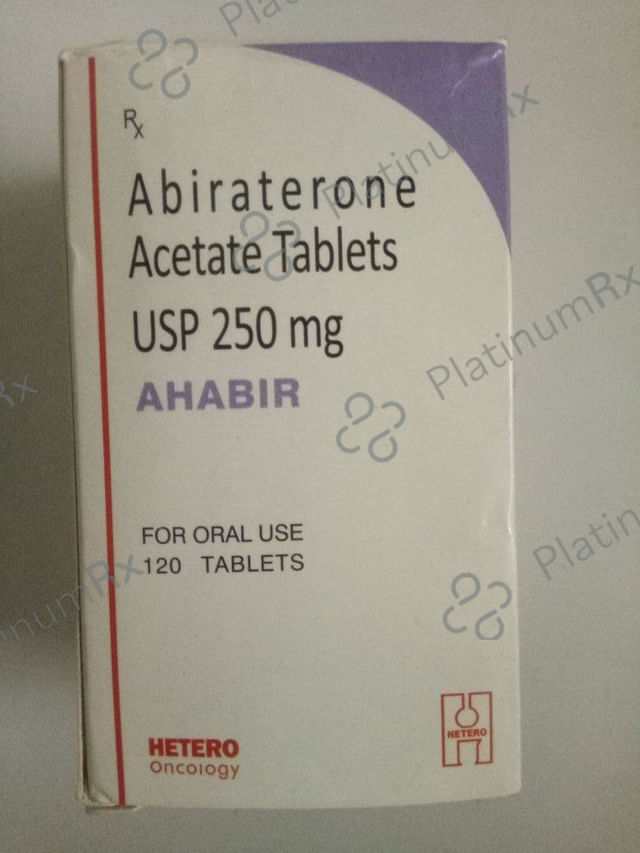 Rx
Abiraterone
Acetate Tablets
USP 250 mg
AHABIR
FOR ORAL USE
120 TABLETS
HETERO
Oncology
HETERO
PlatinumRx
PlatinumRx